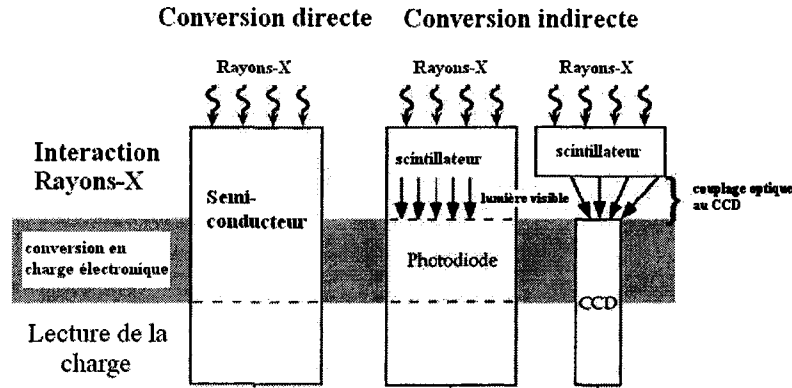 Conversion directe
Conversion indirecte
Rayons-X
Rayons-X
Rayons-X
Interaction
Rayons-X
Semi-
conducteur
scintillateur
lumière visible
scintillateur
couplage optique
au CCD
conversion en
charge électronique
Photodiode
CCD
Lecture de la
charge